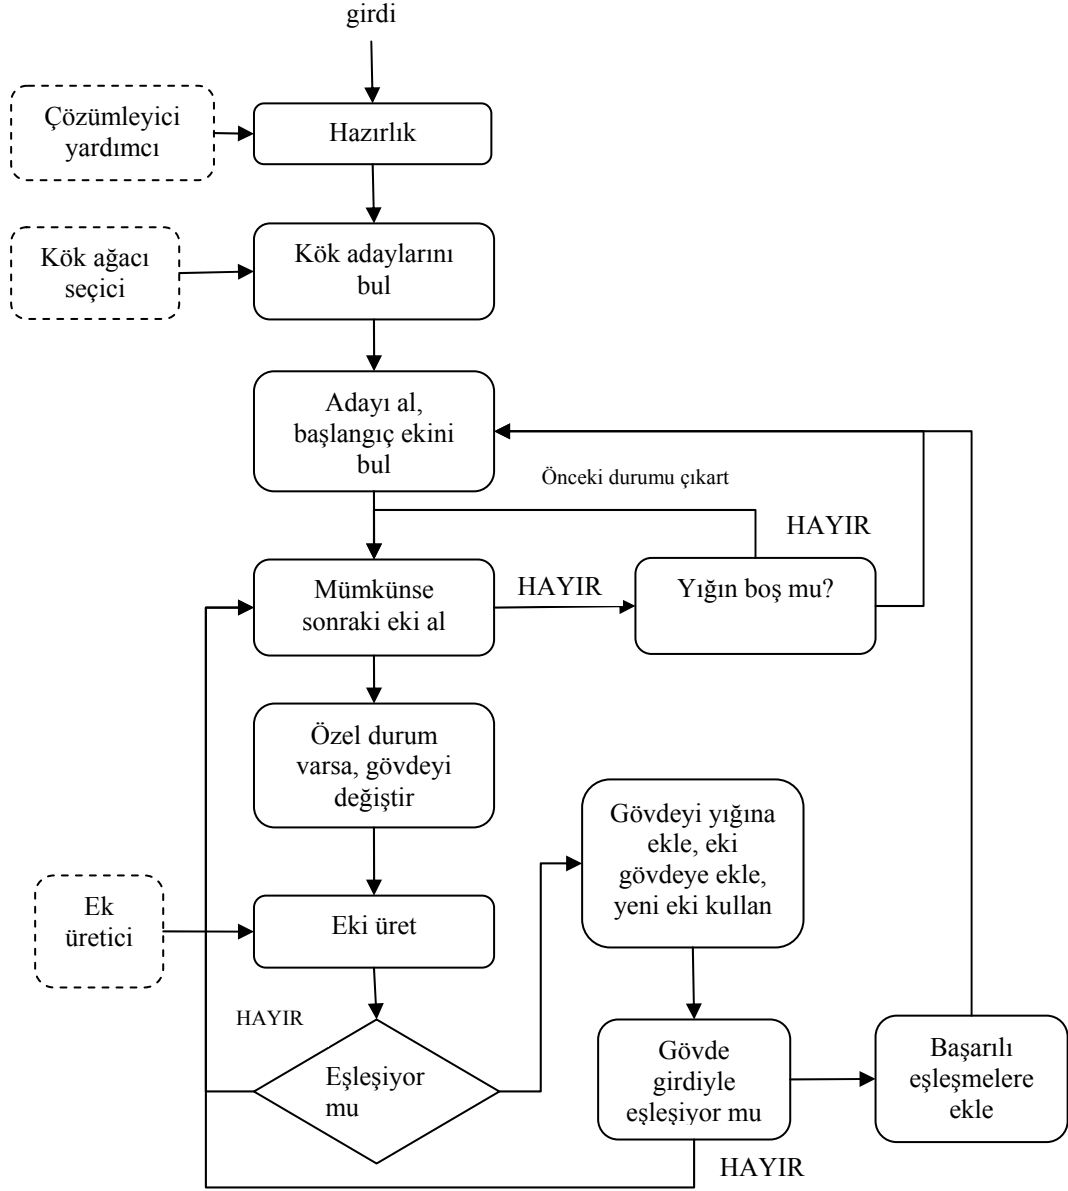 girdi
Çözümleyici
yardımcı
Hazırlık
Kök ağacı
seçici
Kök adaylarını
bul
Adayı al,
başlangıç ekini
bul
Önceki durumu çıkart
HAYIR
Mümkünse
sonraki eki al
HAYIR
Yığın boş mu?
Özel durum
varsa, gövdeyi
değiştir
Gövdeyi yığına
ekle, eki
gövdeye ekle,
yeni eki kullan
Ek
üretici
Eki üret
HAYIR
Eşleşiyor
mu
Gövde
girdiyle
eşleşiyor mu
Başarılı
eşleşmelere
ekle
HAYIR